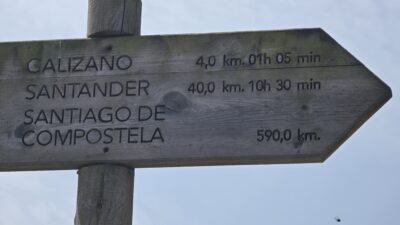 GALIZANO 4,0 km. 01h 05 min
SANTANDER 40,0 km. 10h 30 min
SANTIAGO DE
COMPOSTELA 590,0 km.